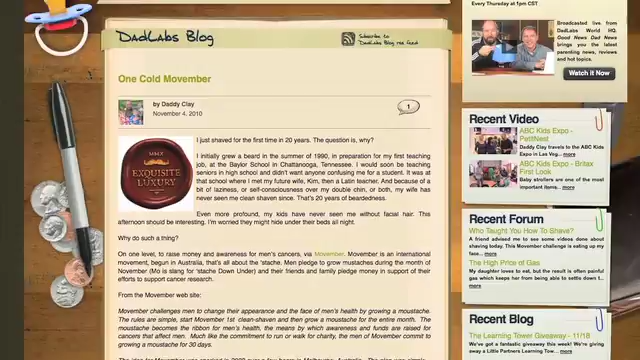 Every Thursday at 1pm CST
DadLabs Blog
Subscribe to
DadLabs Blog rss feed
Broadcasted live from
DadLabs World HQ,
Good News Dad News
brings you the latest
parenting news, reviews
and hot topics.
Watch it Now
One Cold Movember
by Daddy Clay
November 4, 2010
1
MMX
EXQUISITE
LUXURY
I just shaved for the first time in 20 years. The question is, why?
I initially grew a beard in the summer of 1990, in preparation for my first teaching
job, at the Baylor School in Chattanooga, Tennessee. I would soon be teaching
seniors in high school and didn't want anyone confusing me for a student. It was at
that school where I met my future wife, Kim, then a Latin teacher. And because of a
bit of laziness, or self-consciousness over my double chin, or both, my wife has
never seen me clean shaven since. That's 20 years of beardedness.
Even more profound, my kids have never seen me without facial hair. This
afternoon should be interesting. I'm worried they might hide under their beds all night.
Why do such a thing?
On one level, to raise money and awareness for men's cancers, via Movember. Movember is an international
movement, begun in Australia, that's all about the 'stache. Men pledge to grow mustaches during the month of
November (Mo is slang for 'stache Down Under) and their friends and family pledge money in support of their
efforts to support cancer research.
From the Movember web site:
Movember challenges men to change their appearance and the face of men's health by growing a moustache.
The rules are simple, start Movember 1st clean-shaven and then grow a moustache for the entire month. The
moustache becomes the ribbon for men's health, the means by which awareness and funds are raised for
cancers that affect men. Much like the commitment to run or walk for charity, the men of Movember commit to
growing a moustache for 30 days.
Recent Video
ABC Kids Expo -
PetitNest
Daddy Clay travels to the ABC Kids
Expo in Las Veg... more
ABC Kids Expo - Britax
First Look
Baby strollers are one of the most
important items... more
Recent Forum
Who Taught You How To Shave?
A friend advised me to see some videos done about
shaving today. This Movember challenge is eating up my
fa... more
The High Price of Gas
My daughter loves to eat, but the result is often painful
gas which keeps her from being able to settle to...
more
Recent Blog
The Learning Tower Giveaway - 11/18
We've got a fantastic giveaway this week! We're
giving away a Little Partners Learning Tow...